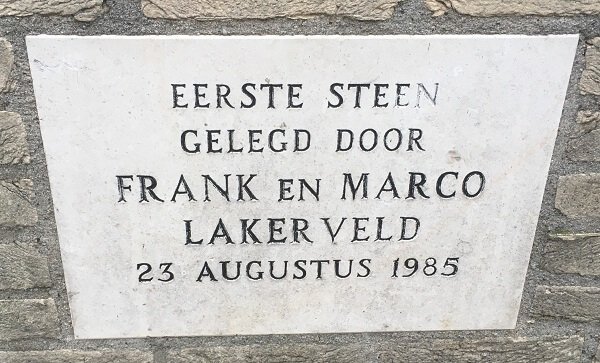 EERSTE STEEN
GELEGD DOOR
FRANK EN MARCO
LAKERVELD
23 AUGUSTUS 1985